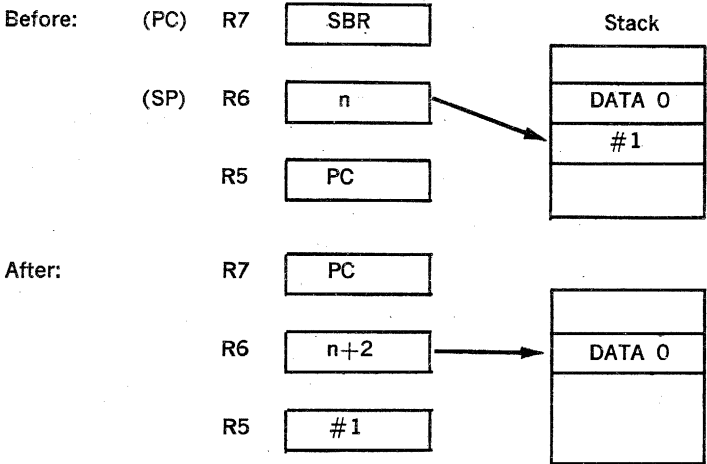 Before: (PC) R7 SBR Stack
(SP) R6 n DATA 0
#1
R5 PC
After: R7 PC
R6 n+2 DATA 0
R5 #1